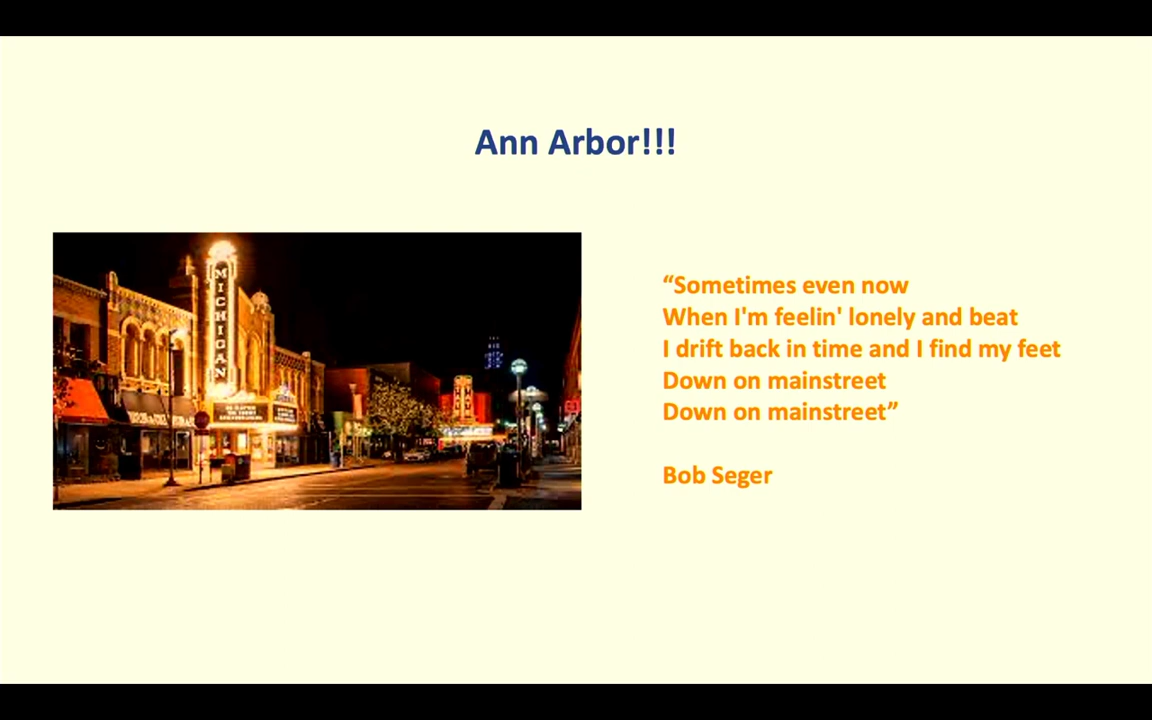 Ann Arbor!!!
MICHIGAN
“Sometimes even now
When I'm feelin' lonely and beat
I drift back in time and I find my feet
Down on mainstreet
Down on mainstreet”
Bob Seger